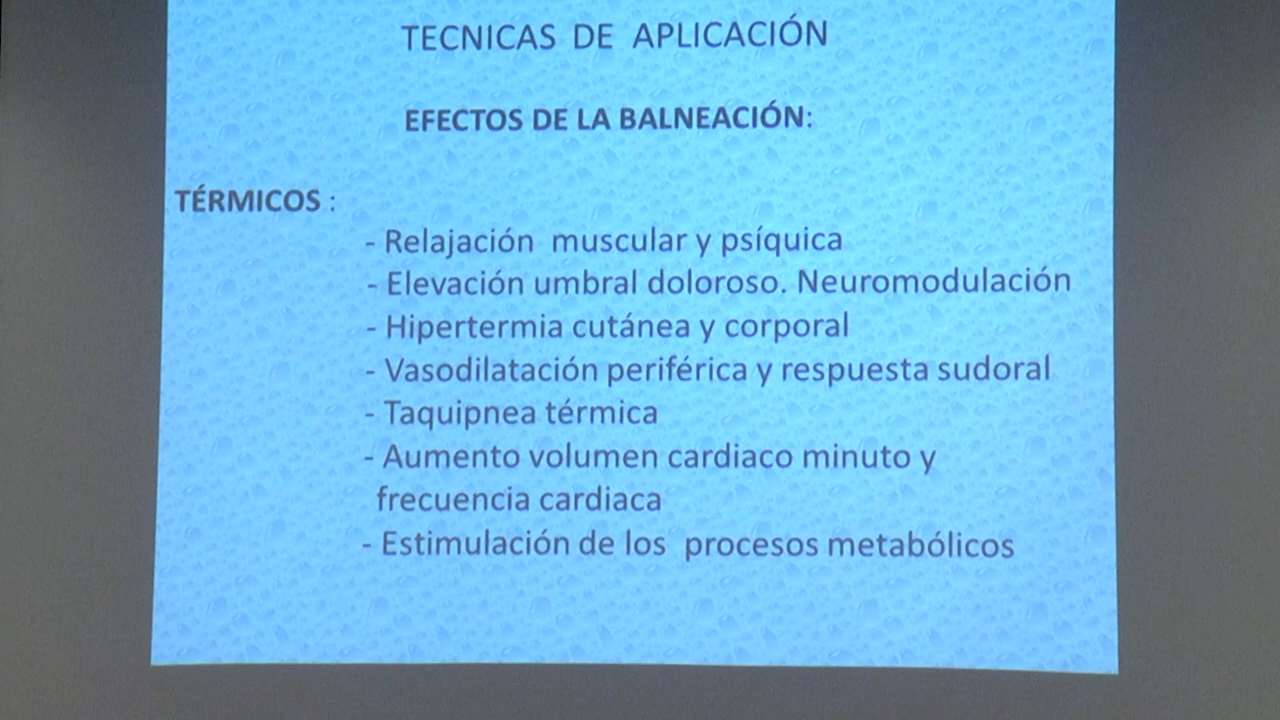 TECNICAS DE APLICACIÓN
EFECTOS DE LA BALNEACIÓN:
TÉRMICOS :
- Relajación muscular y psíquica
- Elevación umbral doloroso. Neuromodulación
- Hipertermia cutánea y corporal
- Vasodilatación periférica y respuesta sudoral
- Taquipnea térmica
- Aumento volumen cardiaco minuto y
frecuencia cardiaca
- Estimulación de los procesos metabólicos